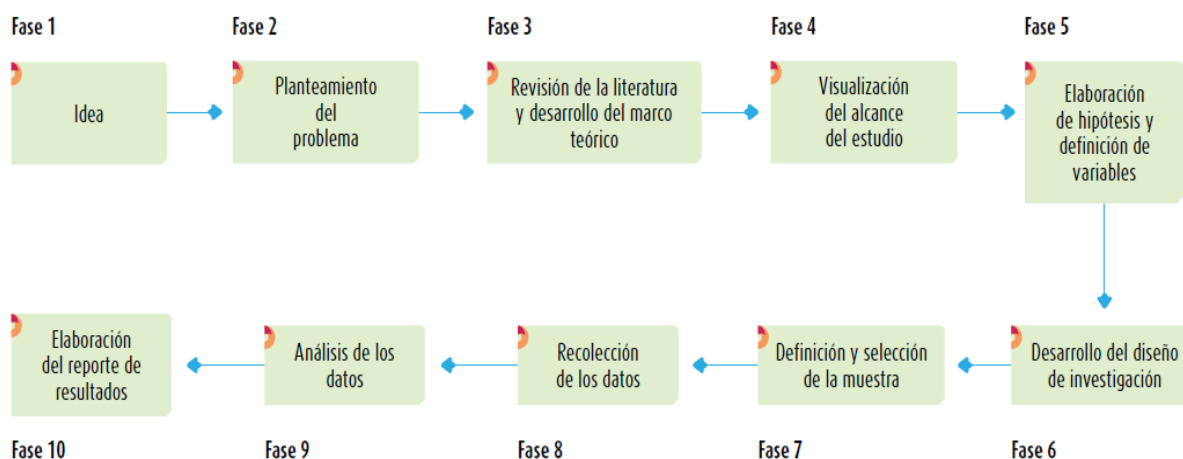 Fase 1
Fase 2
Fase 3
Fase 4
Fase 5
Idea
Planteamiento
del
problema
Revisión de la literatura
y desarrollo del marco
teórico
Visualización
del alcance
del estudio
Elaboración
de hipótesis y
definición de
variables
Elaboración
del reporte de
resultados
Análisis de los
datos
Recolección
de los datos
Definición y selección
de la muestra
Desarrollo del diseño
de investigación
Fase 10
Fase 9
Fase 8
Fase 7
Fase 6